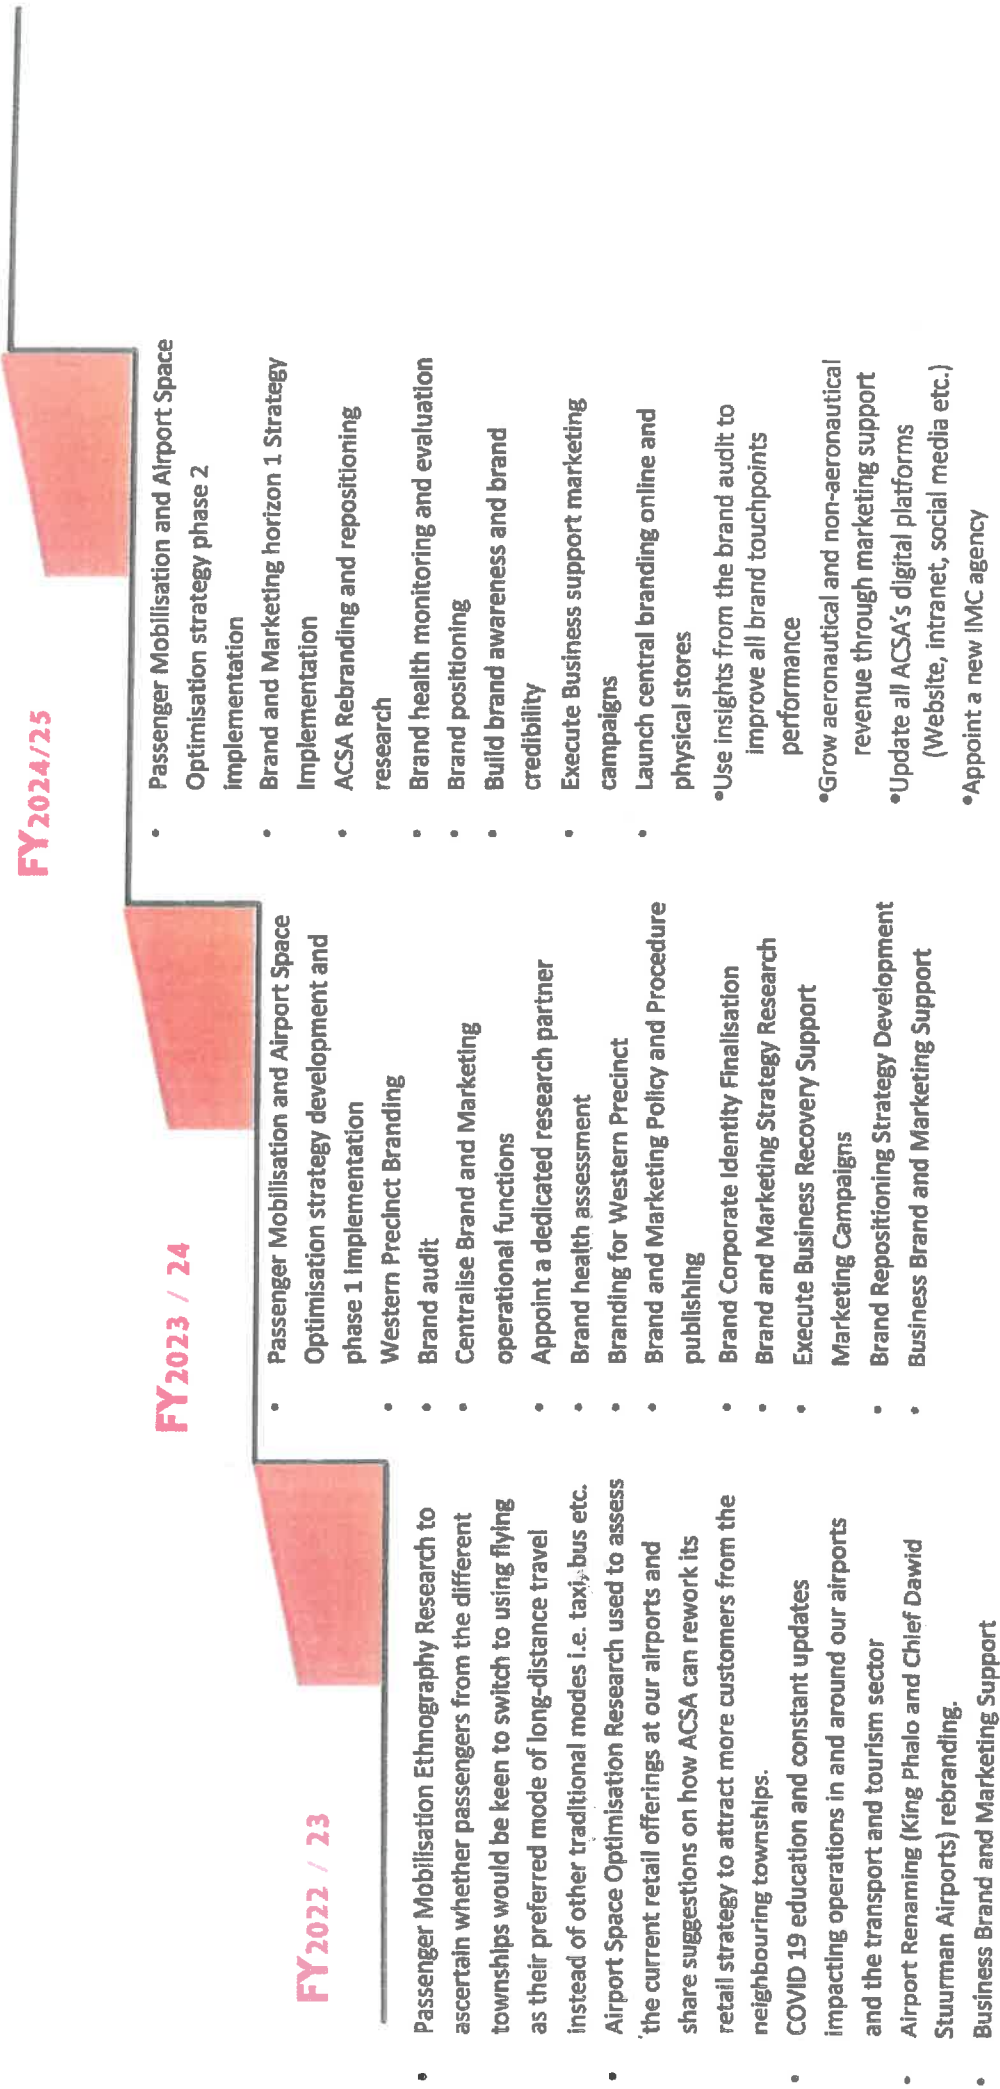 FY2022 / 23
• Passenger Mobilisation Ethnography Research to
ascertain whether passengers from the different
townships would be keen to switch to using flying
as their preferred mode of long-distance travel
instead of other traditional modes i.e. taxi, bus etc.
• Airport Space Optimisation Research used to assess
the current retail offerings at our airports and
share suggestions on how ACSA can rework its
retail strategy to attract more customers from the
neighbouring townships.
• COVID 19 education and constant updates
impacting operations in and around our airports
and the transport and tourism sector
• Airport Renaming (King Phalo and Chief Dawid
Stuurman Airports) rebranding.
• Business Brand and Marketing Support
FY2023 / 24
• Passenger Mobilisation and Airport Space
Optimisation strategy development and
phase 1 implementation
• Western Precinct Branding
• Brand audit
• Centralise Brand and Marketing
operational functions
• Appoint a dedicated research partner
• Brand health assessment
• Branding for Western Precinct
• Brand and Marketing Policy and Procedure
publishing
• Brand Corporate Identity Finalisation
• Brand and Marketing Strategy Research
• Execute Business Recovery Support
Marketing Campaigns
• Brand Repositioning Strategy Development
• Business Brand and Marketing Support
FY2024/25
• Passenger Mobilisation and Airport Space
Optimisation strategy phase 2
implementation
• Brand and Marketing horizon 1 Strategy
Implementation
• ACSA Rebranding and repositioning
research
• Brand health monitoring and evaluation
• Brand positioning
• Build brand awareness and brand
credibility
• Execute Business support marketing
campaigns
• Launch central branding online and
physical stores
•Use insights from the brand audit to
improve all brand touchpoints
performance
•Grow aeronautical and non-aeronautical
revenue through marketing support
•Update all ACSA's digital platforms
(Website, intranet, social media etc.)
•Appoint a new IMC agency